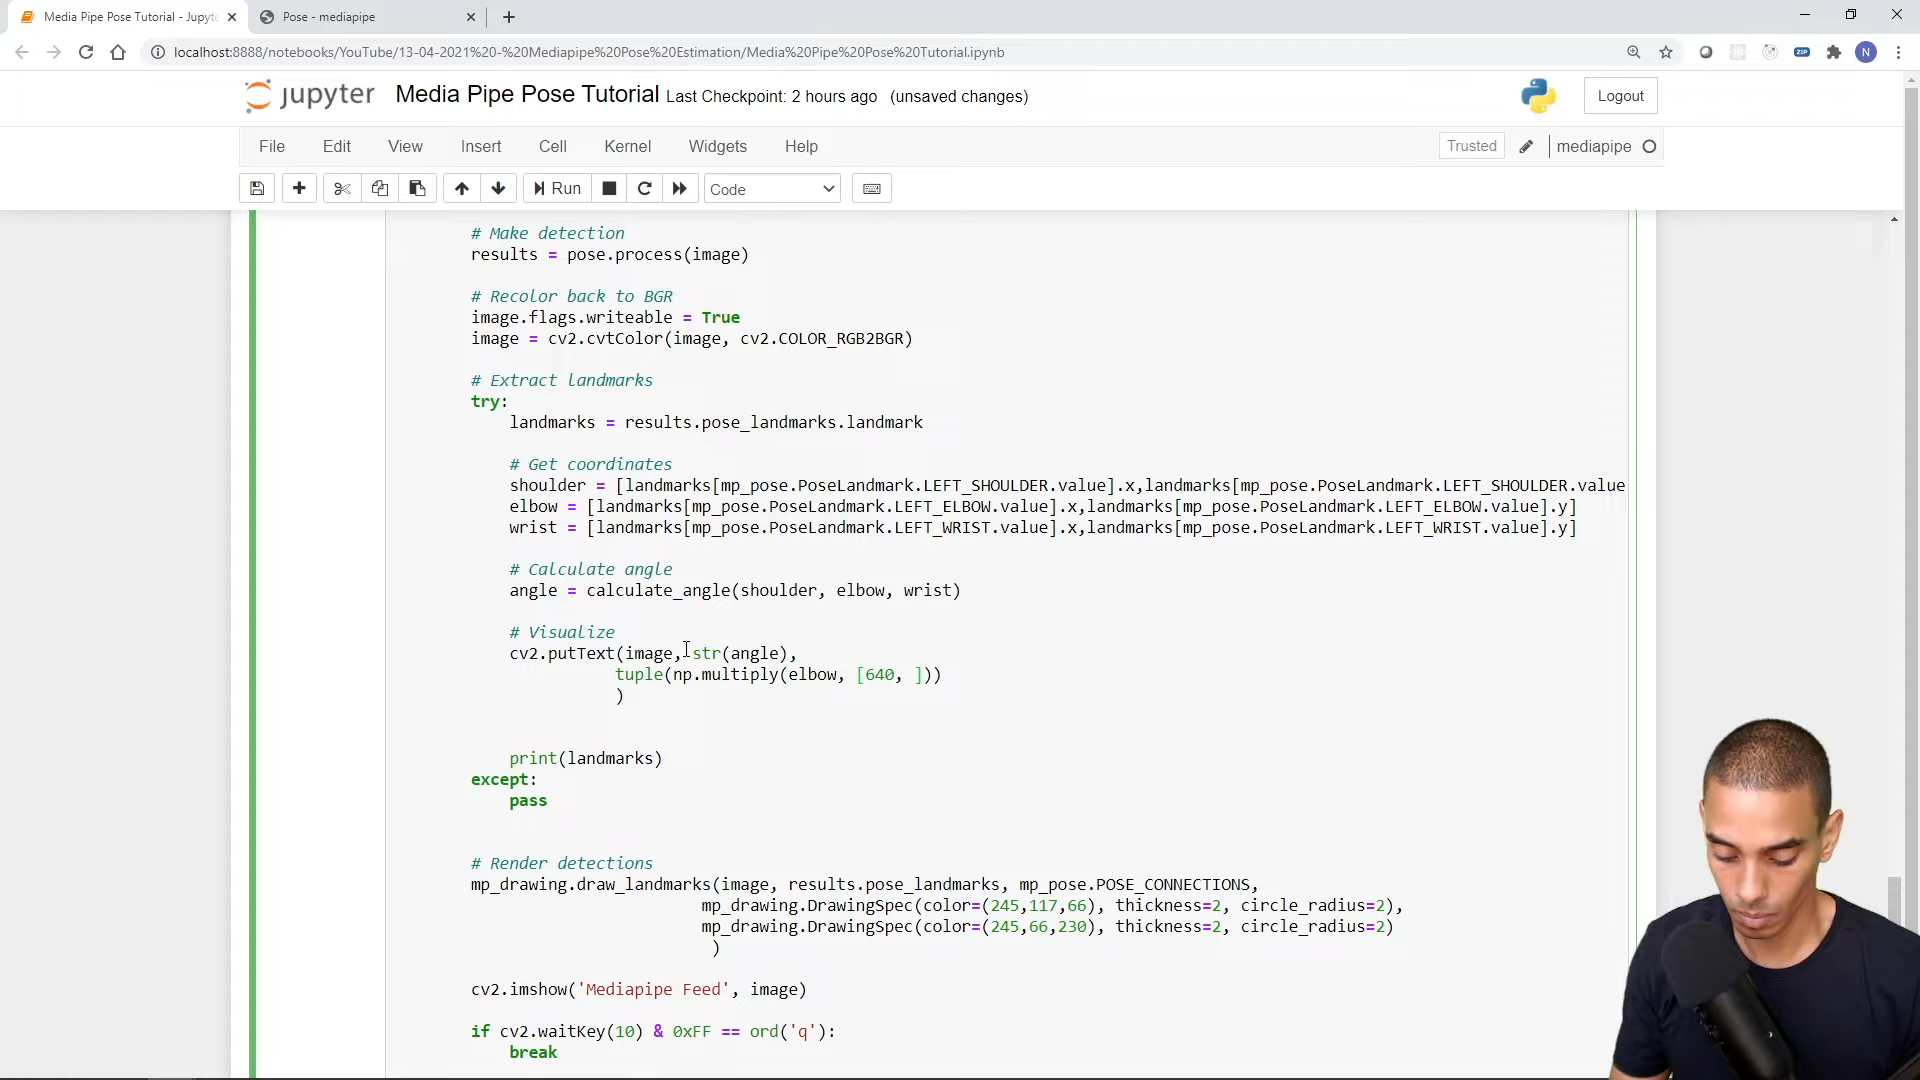 Media Pipe Pose Tutorial - Jupyte
Pose - mediapipe
localhost:8888/notebooks/YouTube/13-04-2021%20-%20Mediapipe%20Pose%20Estimation/Media%20Pipe%20Pose%20Tutorial.ipynb
ZIP
N
jupyter Media Pipe Pose Tutorial Last Checkpoint: 2 hours ago (unsaved changes)
Logout
File Edit View Insert Cell Kernel Widgets Help
Trusted mediapipe
Run Code
# Make detection
results = pose.process(image)
# Recolor back to BGR
image.flags.writeable = True
image = cv2.cvtColor(image, cv2.COLOR_RGB2BGR)
# Extract landmarks
try:
landmarks = results.pose_landmarks.landmark
# Get coordinates
shoulder = [landmarks[mp_pose.PoseLandmark.LEFT_SHOULDER.value].x,landmarks[mp_pose.PoseLandmark.LEFT_SHOULDER.value
elbow = [landmarks[mp_pose.PoseLandmark.LEFT_ELBOW.value].x,landmarks[mp_pose.PoseLandmark.LEFT_ELBOW.value].y]
wrist = [landmarks[mp_pose.PoseLandmark.LEFT_WRIST.value].x,landmarks[mp_pose.PoseLandmark.LEFT_WRIST.value].y]
# Calculate angle
angle = calculate_angle(shoulder, elbow, wrist)
# Visualize
cv2.putText(image, str(angle),
tuple(np.multiply(elbow, [640, ]))
)
print(landmarks)
except:
pass
# Render detections
mp_drawing.draw_landmarks(image, results.pose_landmarks, mp_pose.POSE_CONNECTIONS,
mp_drawing.DrawingSpec(color=(245,117,66), thickness=2, circle_radius=2),
mp_drawing.DrawingSpec(color=(245,66,230), thickness=2, circle_radius=2)
)
cv2.imshow('Mediapipe Feed', image)
if cv2.waitKey(10) & 0xFF == ord('q'):
break